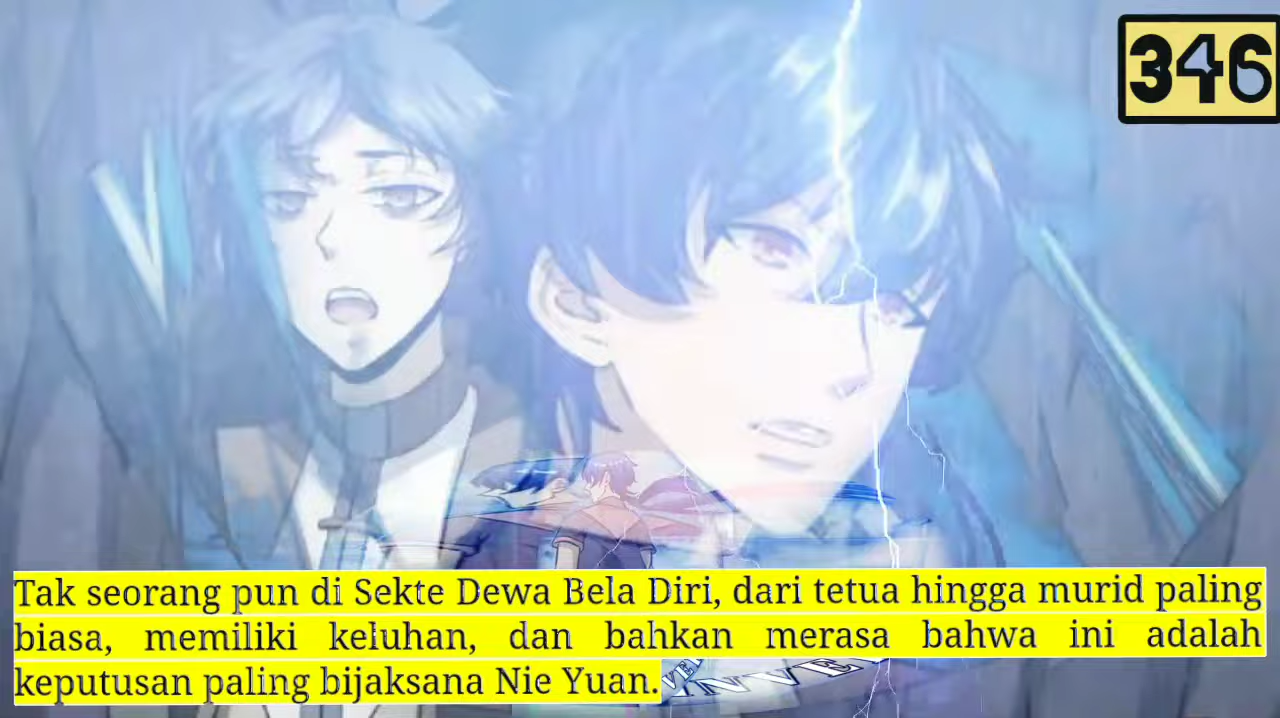 346
Tak seorang pun di Sekte Dewa Bela Diri, dari tetua hingga murid paling
biasa, memiliki keluhan, dan bahkan merasa bahwa ini adalah
keputusan paling bijaksana Nie Yuan.